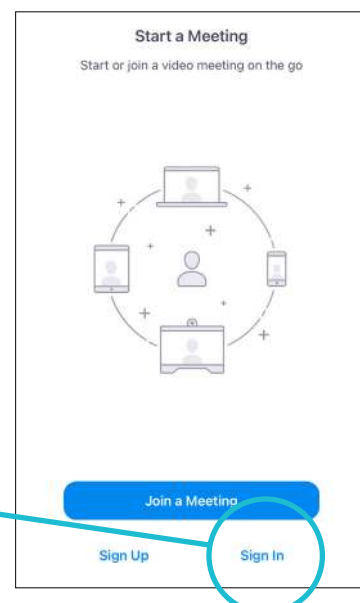 Start a Meeting
Start or join a video meeting on the go
Join a Meeting
Sign Up Sign In